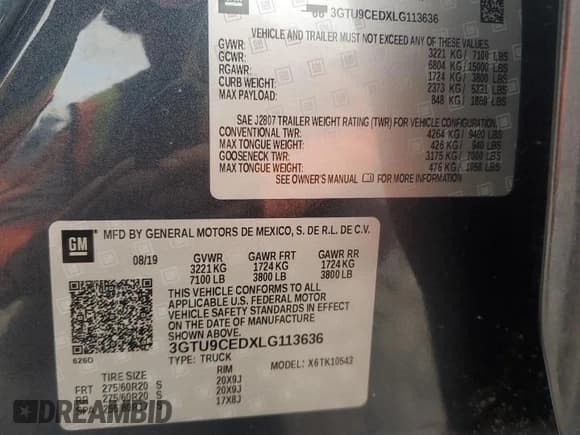 GM
3GTU9CEDXLG113636
VEHICLE AND TRAILER MUST NOT EXCEED ANY OF THESE VALUES:
GVWR: 3221 KG / 7100 LBS
GCWR: 6804 KG / 15000 LBS
RGAWR: 1724 KG / 3800 LBS
CURB WEIGHT: 2373 KG / 5231 LBS
MAX PAYLOAD: 848 KG / 1869 LBS
SAE J2807 TRAILER WEIGHT RATING (TWR) FOR VEHICLE CONFIGURATION.
CONVENTIONAL TWR: 4264 KG / 9400 LBS
MAX TONGUE WEIGHT: 426 KG / 940 LBS
GOOSENECK TWR: 3175 KG / 7000 LBS
MAX TONGUE WEIGHT: 476 KG / 1050 LBS
SEE OWNER'S MANUAL FOR MORE INFORMATION
GM
MFD BY GENERAL MOTORS DE MEXICO, S. DE R.L. DE C.V.
08/19 GVWR GAWR FRT GAWR RR
3221 KG 1724 KG 1724 KG
7100 LB 3800 LB 3800 LB
THIS VEHICLE CONFORMS TO ALL
APPLICABLE U.S. FEDERAL MOTOR
VEHICLE SAFETY STANDARDS IN EFFECT
ON THE DATE OF MANUFACTURE SHOWN ABOVE.
3GTU9CEDXLG113636
626D
TYPE: TRUCK MODEL: X6TK10543
TIRE SIZE RIM
FRT 275/60R20 S 20X9J
RR 275/60R20 S 20X9J
17X8J
DREAMBID